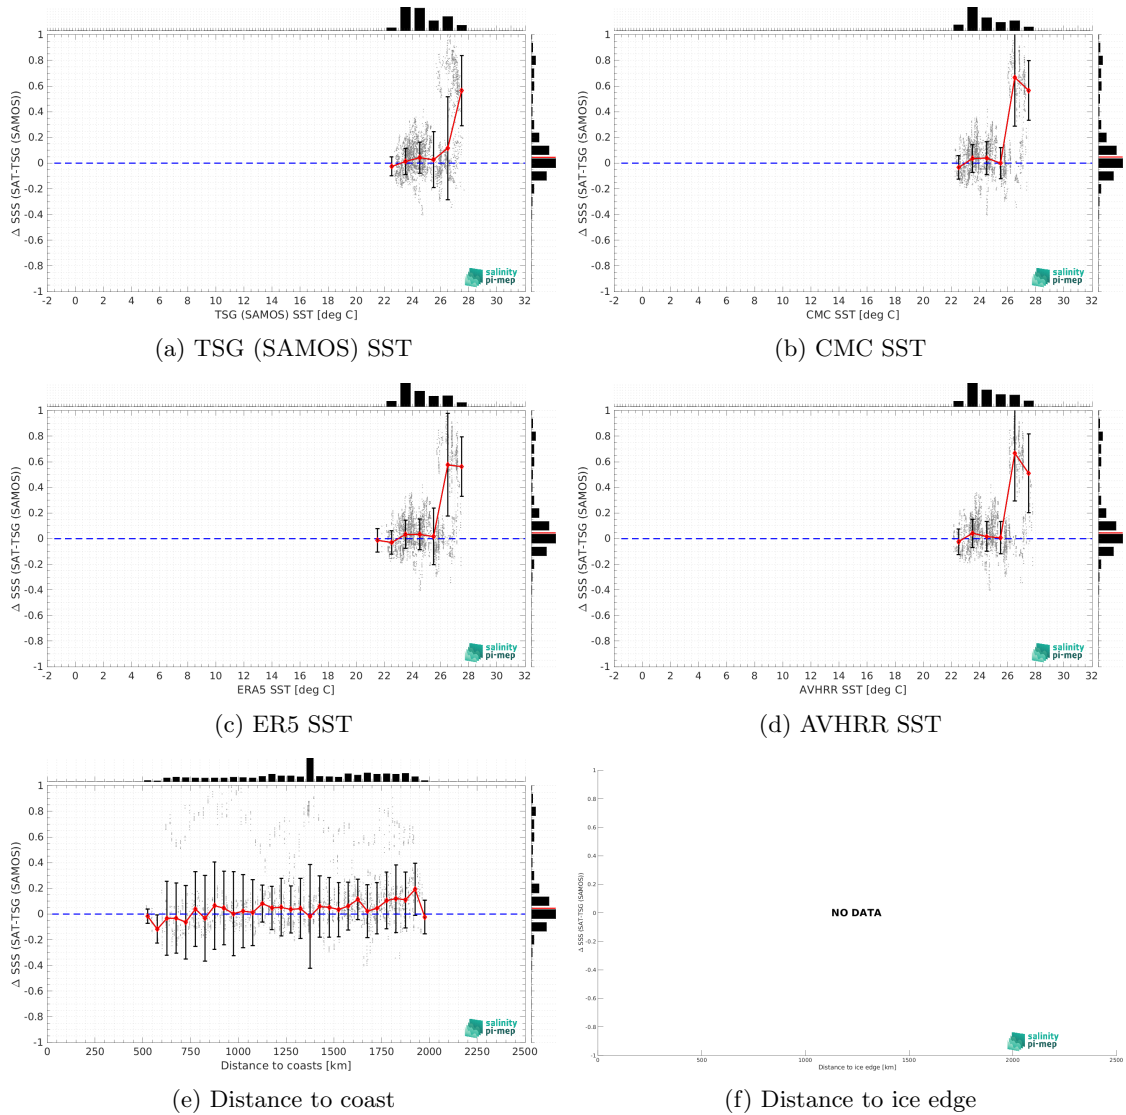 1
0.8
0.6
0.4
0.2
0
-0.2
-0.4
-0.6
-0.8
-1
Δ SSS (SAT-TSG (SAMOS))
salinity
pi-mep
-2 0 2 4 6 8 10 12 14 16 18 20 22 24 26 28 30 32
TSG (SAMOS) SST [deg C]
(a) TSG (SAMOS) SST
1
0.8
0.6
0.4
0.2
0
-0.2
-0.4
-0.6
-0.8
-1
Δ SSS (SAT-TSG (SAMOS))
salinity
pi-mep
-2 0 2 4 6 8 10 12 14 16 18 20 22 24 26 28 30 32
CMC SST [deg C]
(b) CMC SST
1
0.8
0.6
0.4
0.2
0
-0.2
-0.4
-0.6
-0.8
-1
Δ SSS (SAT-TSG (SAMOS))
salinity
pi-mep
-2 0 2 4 6 8 10 12 14 16 18 20 22 24 26 28 30 32
ERA5 SST [deg C]
(c) ER5 SST
1
0.8
0.6
0.4
0.2
0
-0.2
-0.4
-0.6
-0.8
-1
Δ SSS (SAT-TSG (SAMOS))
salinity
pi-mep
-2 0 2 4 6 8 10 12 14 16 18 20 22 24 26 28 30 32
AVHRR SST [deg C]
(d) AVHRR SST
1
0.8
0.6
0.4
0.2
0
-0.2
-0.4
-0.6
-0.8
-1
Δ SSS (SAT-TSG (SAMOS))
salinity
pi-mep
0 250 500 750 1000 1250 1500 1750 2000 2250 2500
Distance to coasts [km]
(e) Distance to coast
1
0.8
0.6
0.4
0.2
0
-0.2
-0.4
-0.6
-0.8
-1
Δ SSS (SAT-TSG (SAMOS))
NO DATA
salinity
pi-mep
0 500 1000 1500 2000 2500
Distance to ice edge [km]
(f) Distance to ice edge